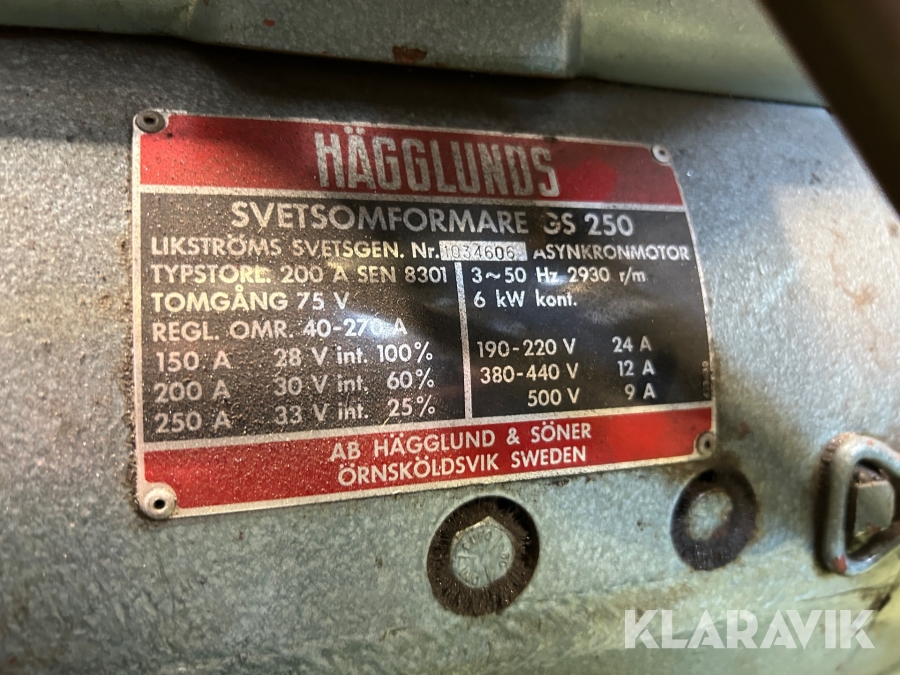 HÄGGLUNDS
SVETSOMFORMARE GS 250
LIKSTRÖMS SVETSGEN. Nr. 1034606 ASYNKRONMOTOR
TYPSTORL. 200 A SEN 8301
TOMGÅNG 75 V
REGL. OMR. 40-270 A
150 A 28 V int. 100%
200 A 30 V int. 60%
250 A 33 V int. 25%
3~50 Hz 2930 r/m
6 kW kont.
190-220 V 24 A
380-440 V 12 A
500 V 9 A
AB HÄGGLUND & SÖNER
ÖRNSKÖLDSVIK SWEDEN
KLARAVIK